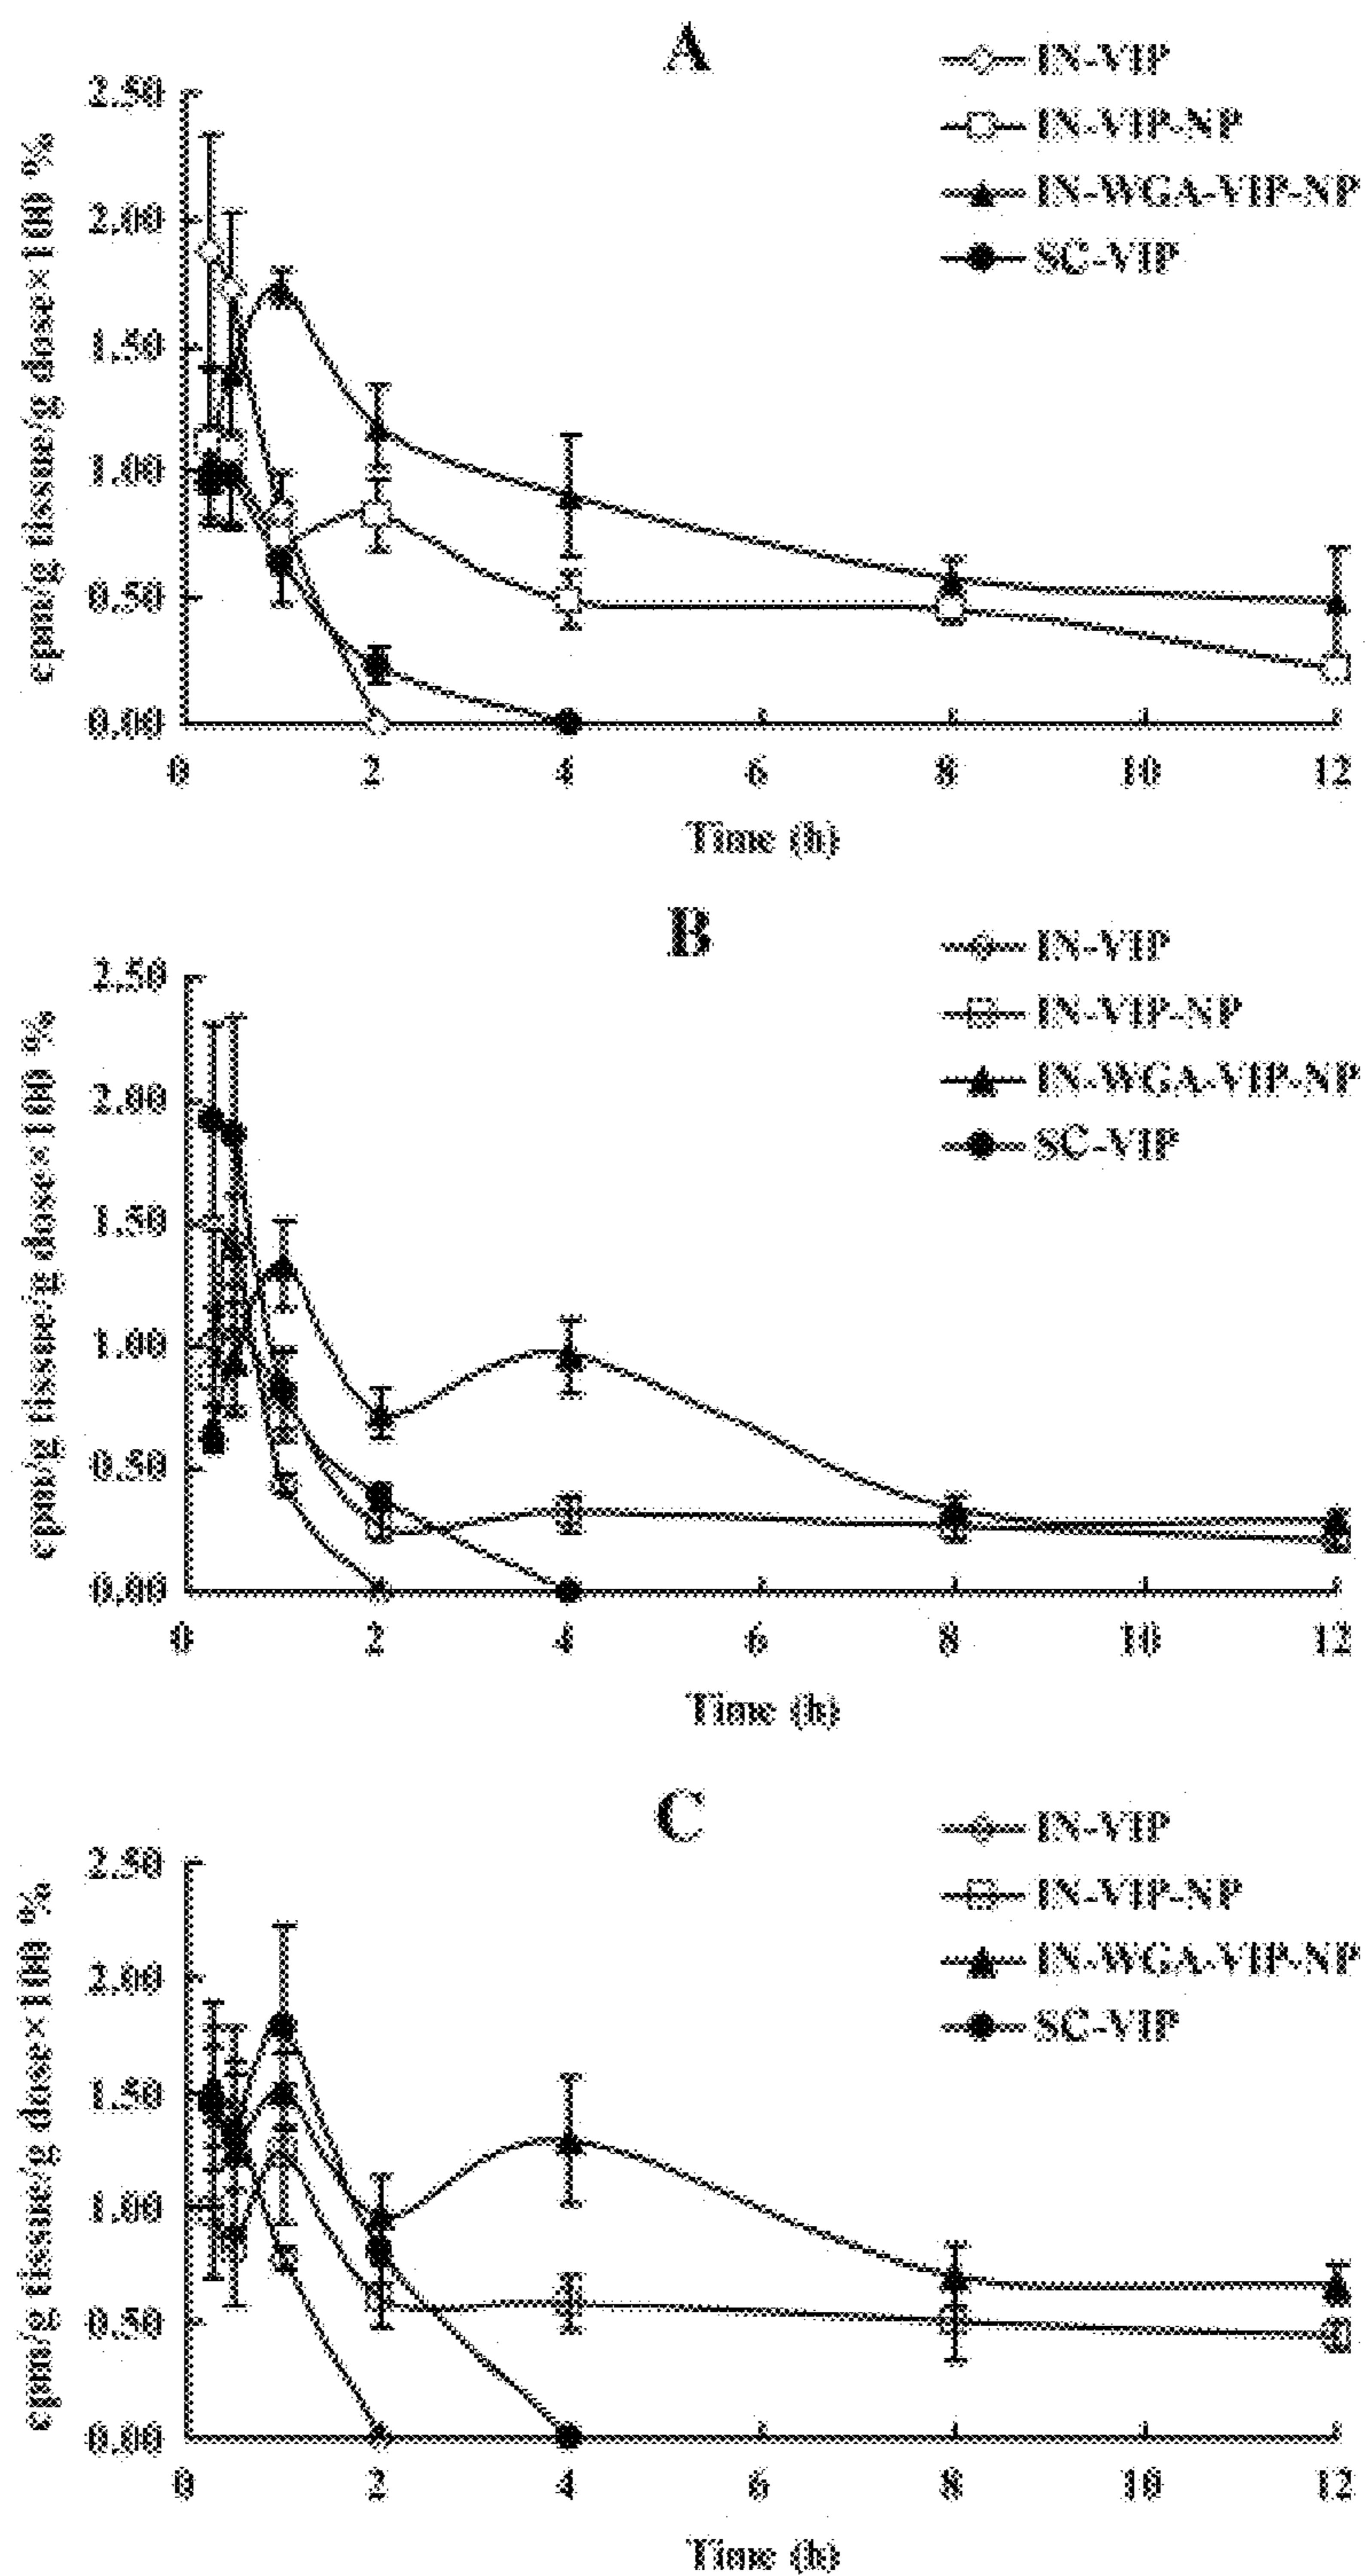 A
IN-VIP
IN-VIP-NP
IN-WGA-VIP-NP
SC-VIP
cpm/g tissue/g dose×100 %
2.50
2.00
1.50
1.00
0.50
0.00
0 2 4 6 8 10 12
Time (h)
B
IN-VIP
IN-VIP-NP
IN-WGA-VIP-NP
SC-VIP
cpm/g tissue/g dose×100 %
2.50
2.00
1.50
1.00
0.50
0.00
0 2 4 6 8 10 12
Time (h)
C
IN-VIP
IN-VIP-NP
IN-WGA-VIP-NP
SC-VIP
cpm/g tissue/g dose×100 %
2.50
2.00
1.50
1.00
0.50
0.00
0 2 4 6 8 10 12
Time (h)